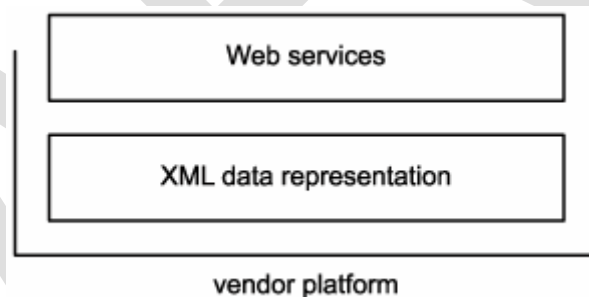 Web services
XML data representation
vendor platform